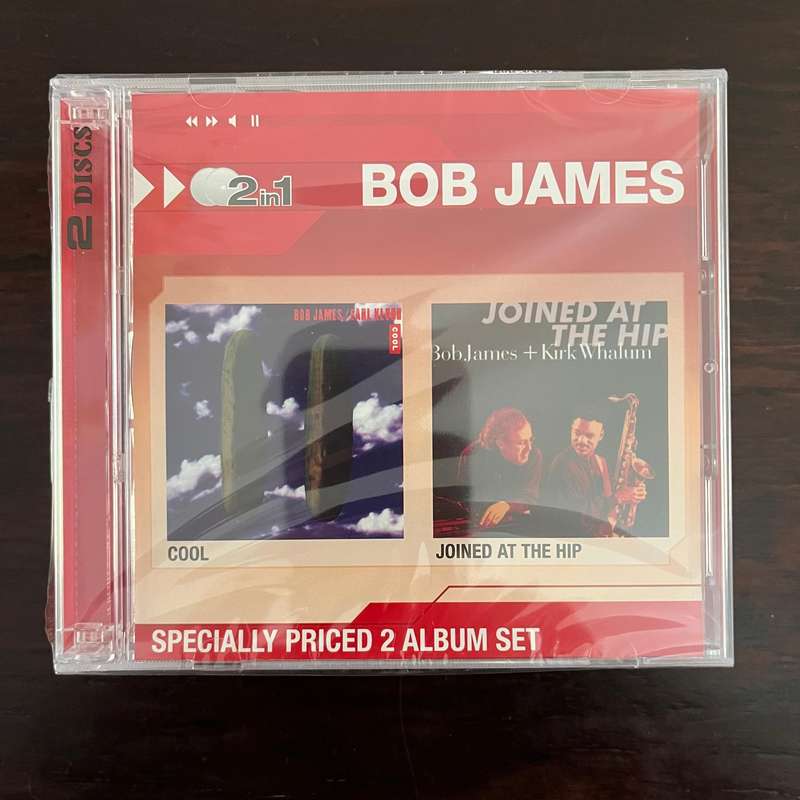 2 DISCS
2in1
BOB JAMES
BOB JAMES/EARL KLUGH
COOL
JOINED AT
THE HIP
Bob James + Kirk Whalum
COOL
JOINED AT THE HIP
SPECIALLY PRICED 2 ALBUM SET